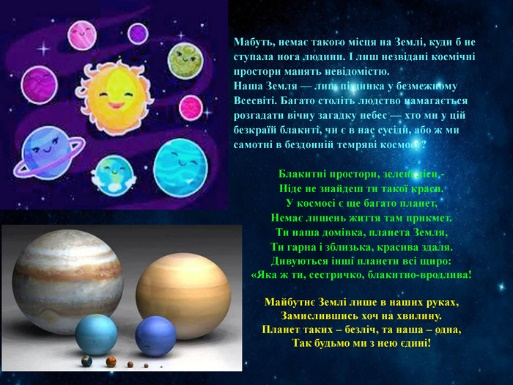 Мабуть, немає такого місця на Землі, куди б не
ступала нога людини. І лиш незвідані космічні
простори манять невідомістю.
Наша Земля — лиш піщинка у безмежному
Всесвіті. Багато століть людство намагається
розгадати вічну загадку небес — хто ми у цій
безкраїй блакиті, чи є в нас сусіди, або ж ми
самотні в бездонній темряві космосу?
Блакитні простори, зелень лісів,-
Ніде не знайдеш ти такої краси.
У космосі є ще багато планет,
Немає лишень життя там прикмет.
Ти наша домівка, планета Земля,
Ти гарна і зблизька, красива здаля.
Дивуються інші планети всі щиро:
«Яка ж ти, сестричко, блакитно-вродлива!
Майбутнє Землі лише в наших руках,
Замислившись хоч на хвилину.
Планет таких – безліч, та наша – одна,
Так будьмо ми з нею єдині!